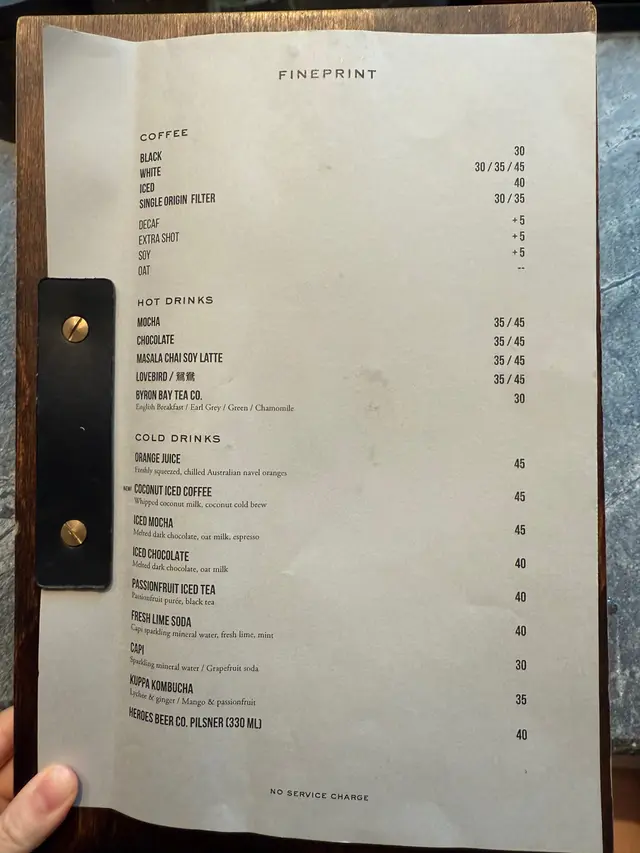 FINEPRINT
COFFEE
BLACK 30
WHITE 30 / 35 / 45
ICED 40
SINGLE ORIGIN FILTER 30 / 35
DECAF +5
EXTRA SHOT +5
SOY +5
OAT --
HOT DRINKS
MOCHA 35 / 45
CHOCOLATE 35 / 45
MASALA CHAI SOY LATTE 35 / 45
LOVEBIRD / 鴛鴦 35 / 45
BYRON BAY TEA CO. 30
English Breakfast / Earl Grey / Green / Chamomile
COLD DRINKS
ORANGE JUICE 45
Freshly squeezed, chilled Australian navel oranges
NEW! COCONUT ICED COFFEE 45
Whipped coconut milk, coconut cold brew
ICED MOCHA 45
Melted dark chocolate, oat milk, espresso
ICED CHOCOLATE 40
Melted dark chocolate, oat milk
PASSIONFRUIT ICED TEA 40
Passionfruit purée, black tea
FRESH LIME SODA 40
Capi sparkling mineral water, fresh lime, mint
CAPI 30
Sparkling mineral water / Grapefruit soda
KUPPA KOMBUCHA 35
Lychee & ginger / Mango & passionfruit
HEROES BEER CO. PILSNER (330 ML) 40
NO SERVICE CHARGE